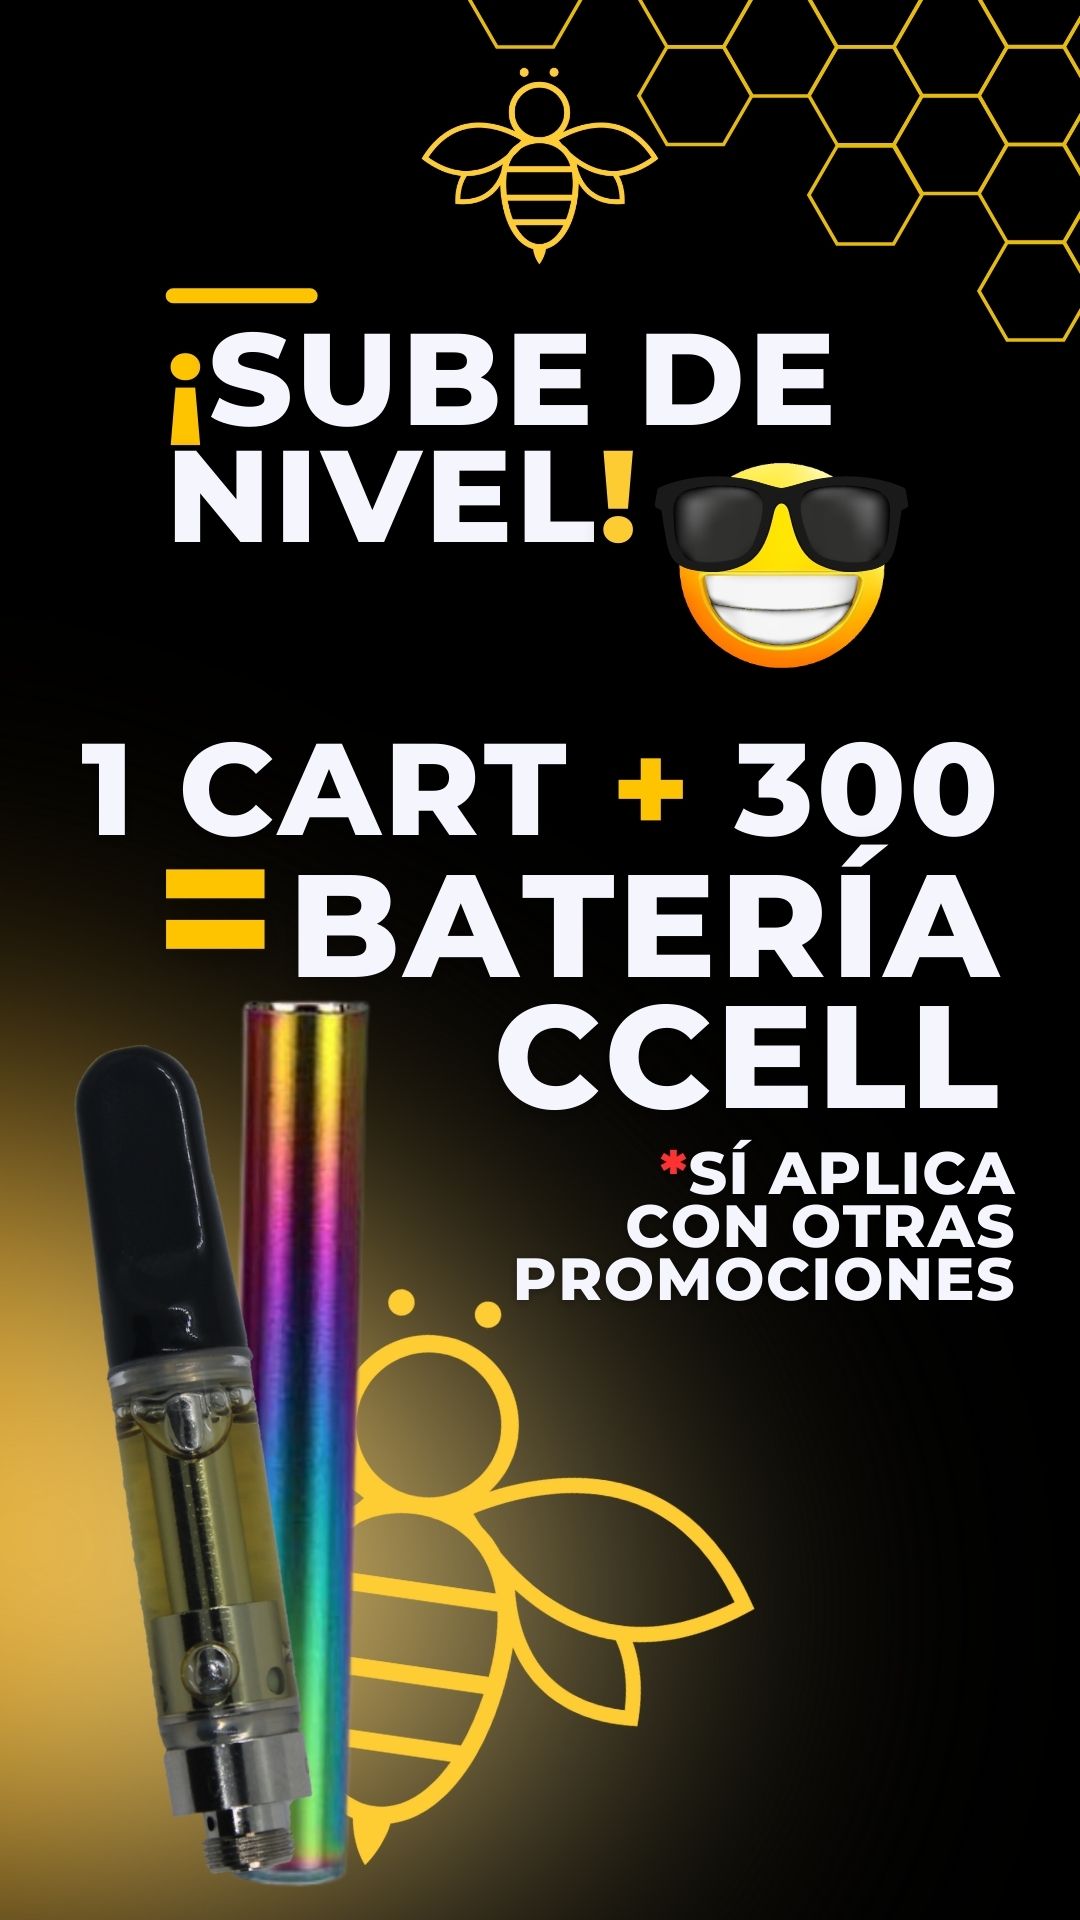 ¡SUBE DE
NIVEL!
1 CART + 300
=BATERÍA
CCELL
*SÍ APLICA
CON OTRAS
PROMOCIONES